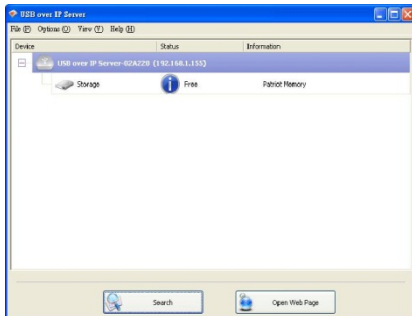 USB over IP Server
File (F) Options (O) View (V) Help (H)
Device Status Information
USB over IP Server-02A220 (192.168.1.155)
Storage Free Patriot Memory
Search Open Web Page